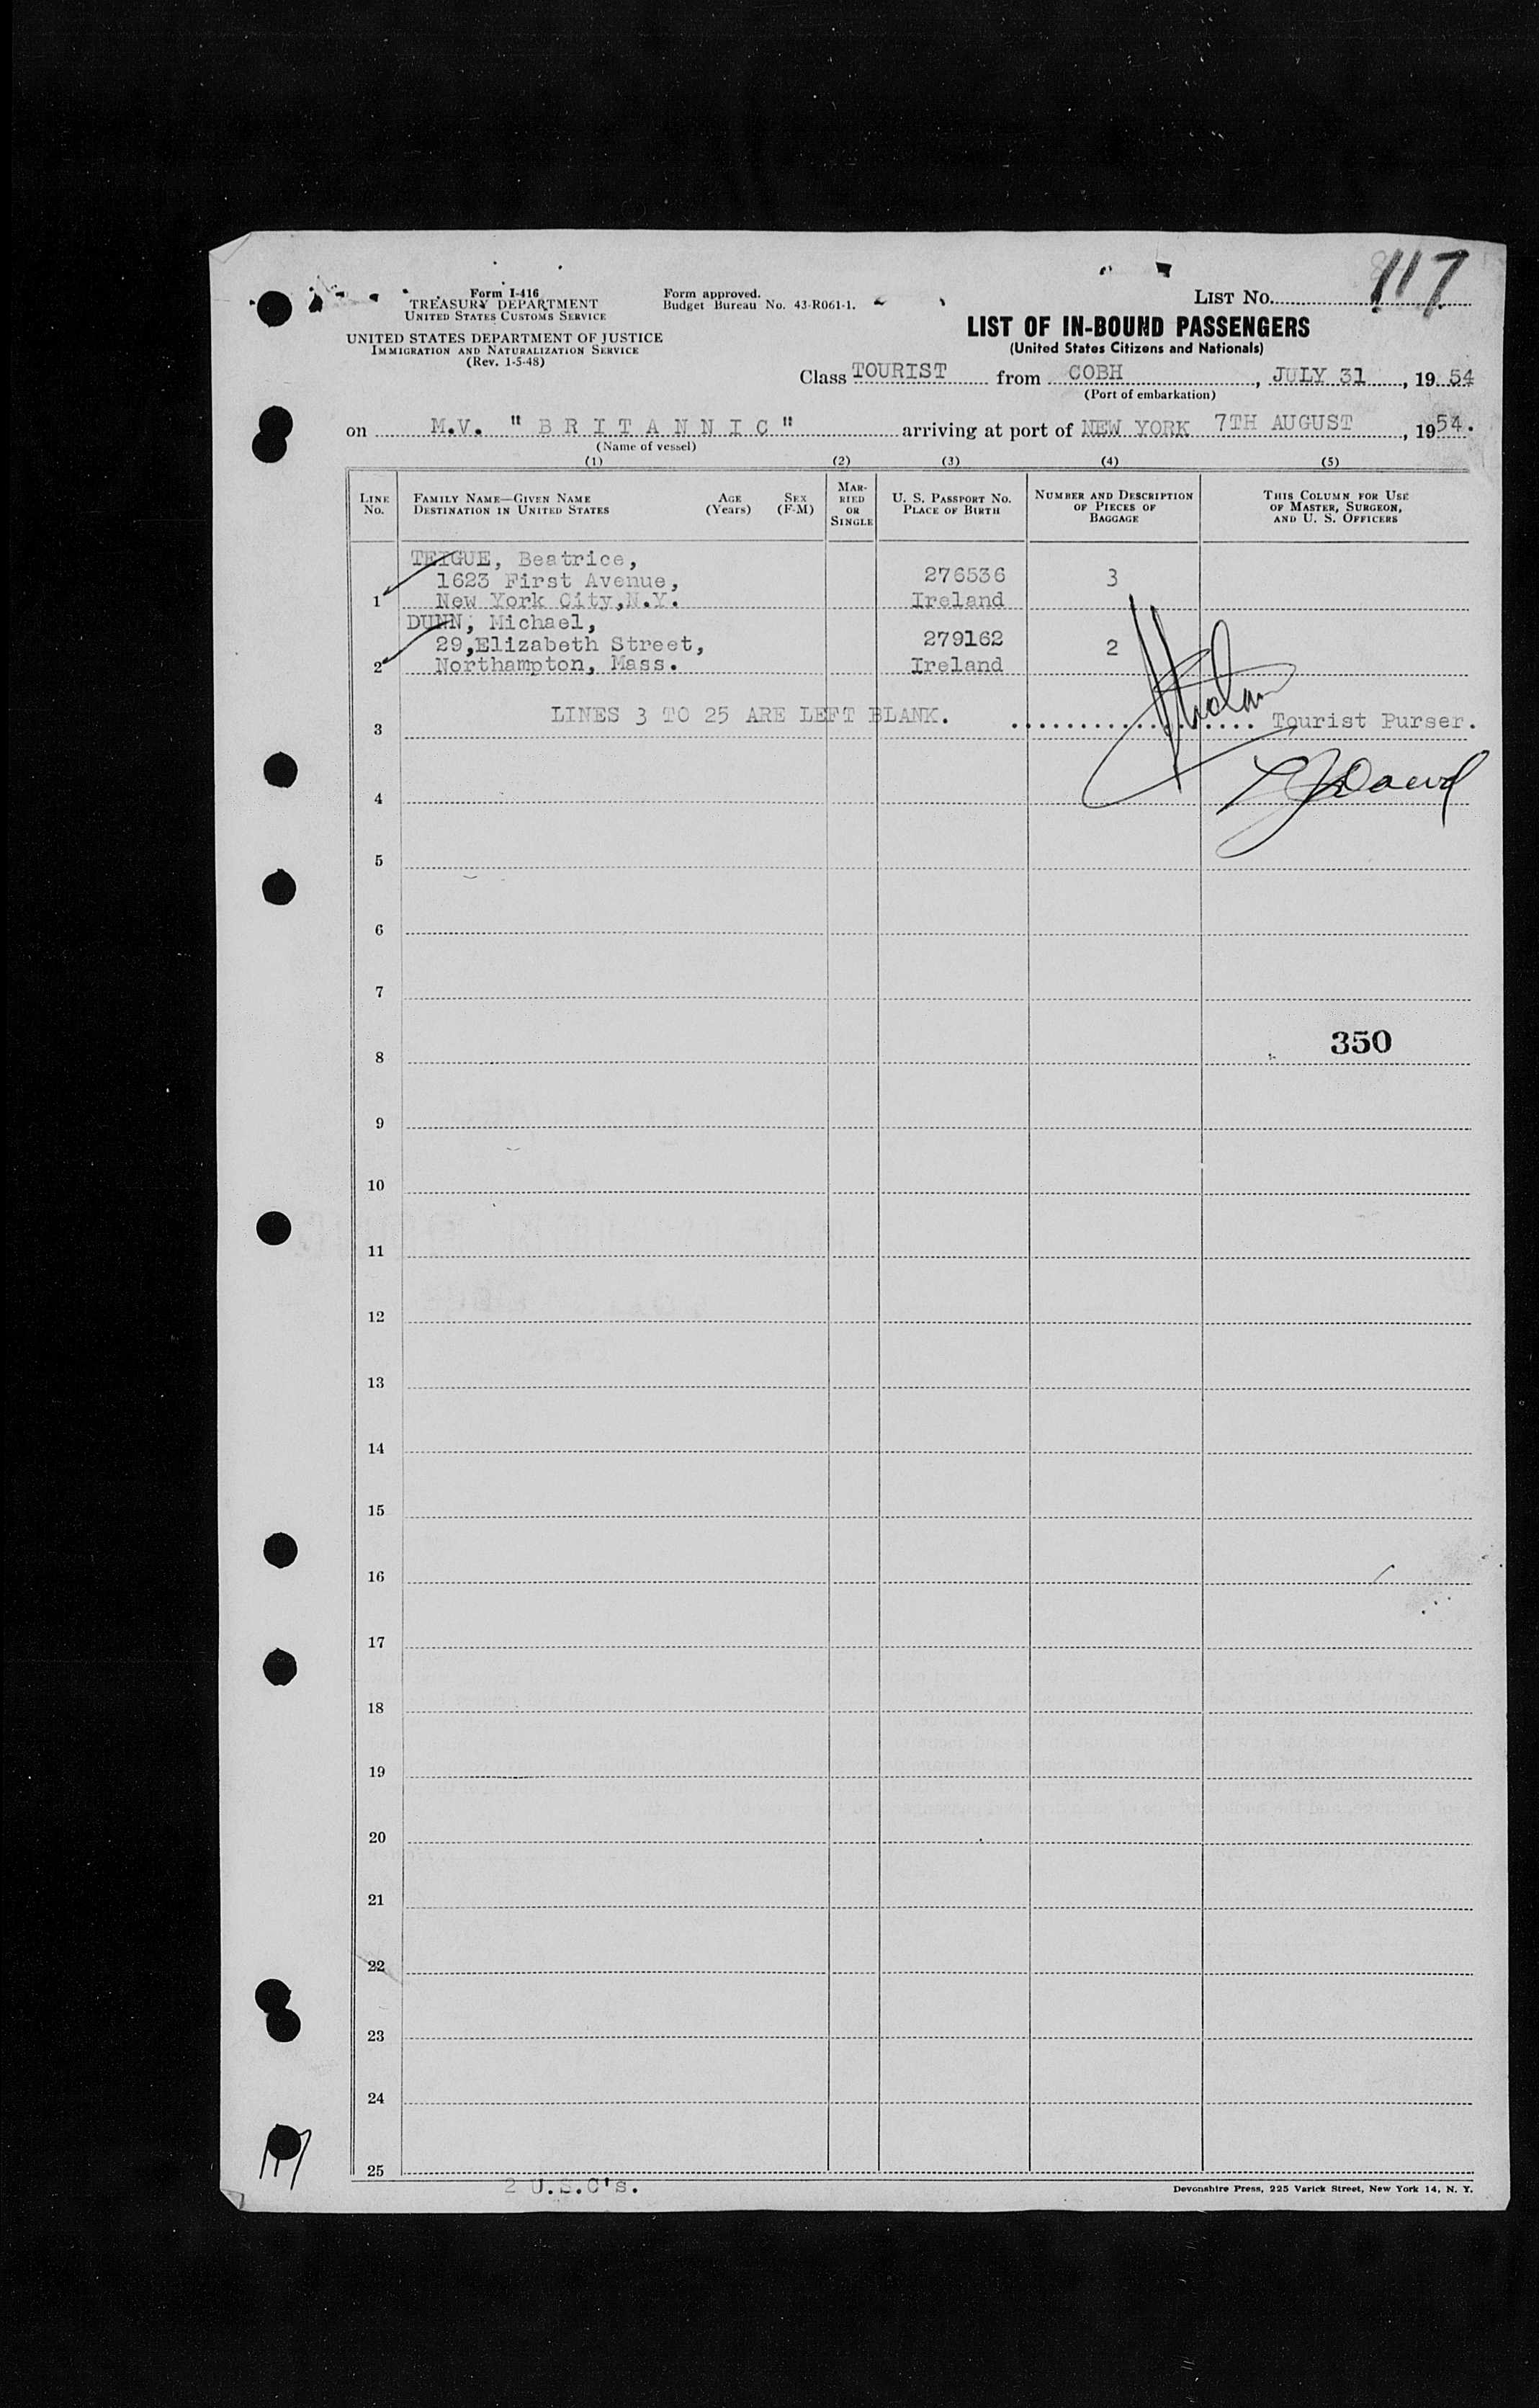 Form I-416
TREASURY DEPARTMENT
UNITED STATES CUSTOMS SERVICE
UNITED STATES DEPARTMENT OF JUSTICE
IMMIGRATION AND NATURALIZATION SERVICE
(Rev. 1-5-48)
Form approved.
Budget Bureau No. 43-R061-1.
LIST NO. 117
LIST OF IN-BOUND PASSENGERS
(United States Citizens and Nationals)
Class TOURIST from COBH, JULY 31, 1954
(Port of embarkation)
on M.V. "BRITANNIC" arriving at port of NEW YORK 7TH AUGUST, 1954.
(Name of vessel)
(1) (2) (3) (4) (5)
LINE NO.
FAMILY NAME—GIVEN NAME
DESTINATION IN UNITED STATES
AGE (Years)
SEX (F-M)
MARRIED OR SINGLE
U. S. PASSPORT NO.
PLACE OF BIRTH
NUMBER AND DESCRIPTION OF PIECES OF BAGGAGE
THIS COLUMN FOR USE OF MASTER, SURGEON, AND U. S. OFFICERS
TEIGUE, Beatrice,
1623 First Avenue, 276536 3
1 New York City,N.Y. Ireland
DUNN, Michael,
29,Elizabeth Street, 279162 2
2 Northampton, Mass. Ireland
3 LINES 3 TO 25 ARE LEFT BLANK. Tourist Purser.
4
5
6
7
350
8
9
10
11
12
13
14
15
16
17
18
19
20
21
22
23
24
25
117
2 U.S.C's.
Devonshire Press, 225 Varick Street, New York 14, N. Y.